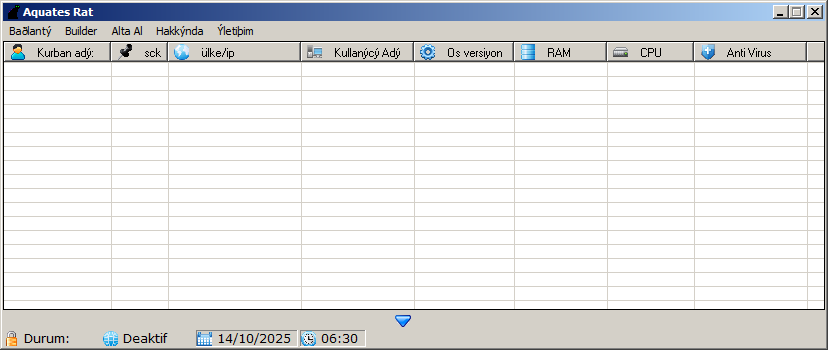 Aquates Rat
Baðlantý Builder Alta Al Hakkýnda Ýletiþim
Kurban adý: sck ülke/ip Kullanýcý Adý Os versiyon RAM CPU Anti Virus
Durum: Deaktif 14/10/2025 06:30